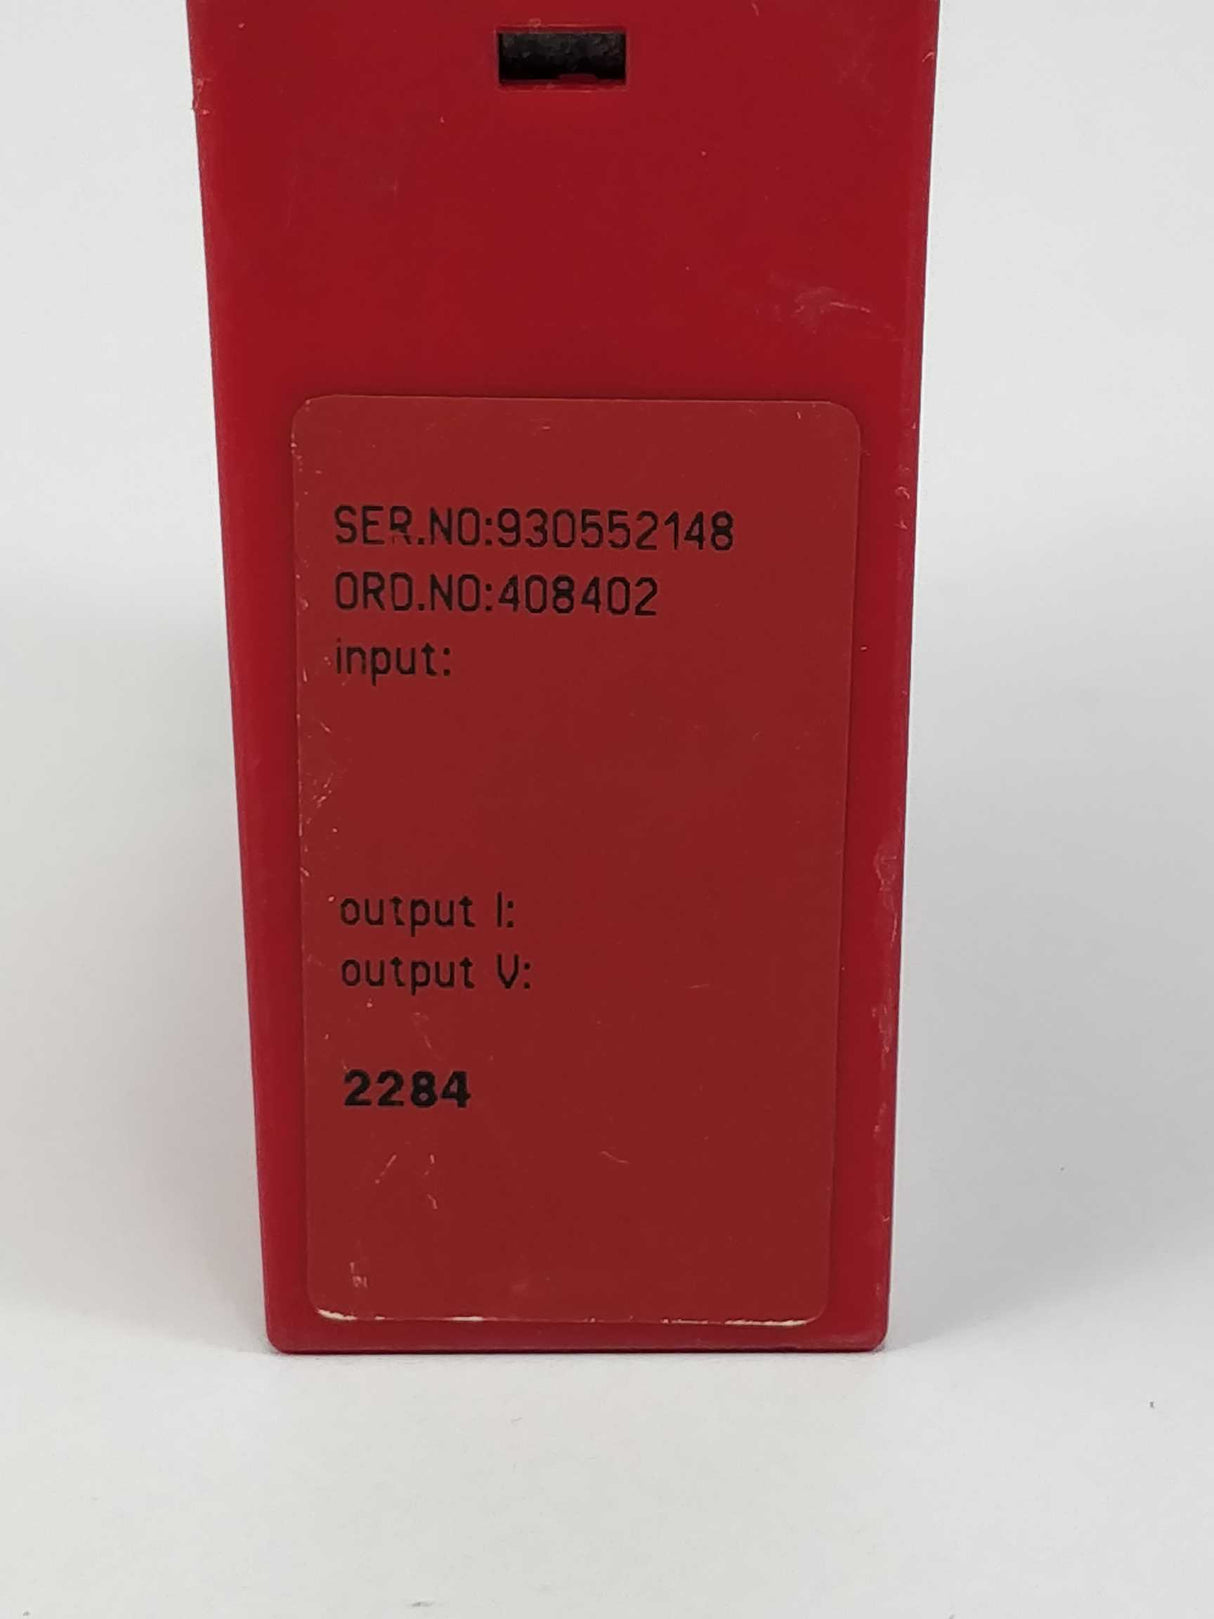 SER.NO:930552148
ORD.NO:408402
input:
output I:
output V:
2284